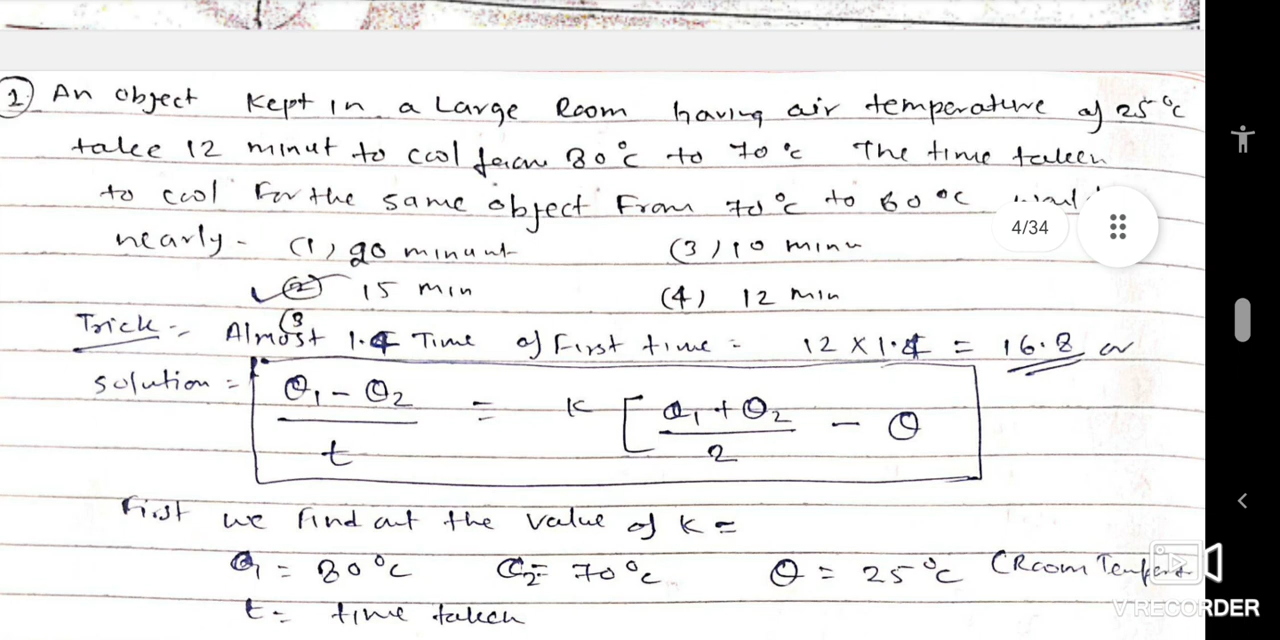 1) An object kept in a Large Room having air temperature of 25°c
take 12 minut to cool from 80°c to 70°c The time taken
to cool For the same object From 70°c to 60°c
nearly - (1) 20 minunt (3) 10 minu
(2) 15 min (4) 12 min
Trick :- Almost 1.4 Time of First time = 12 X 1.4 = 16.8 or
solution = θ₁ - θ₂ / t = K [ θ₁ + θ₂ / 2 - θ
First we Find out the value of K =
θ₁ = 80°c θ₂ = 70°c θ = 25°c (Room Tempera
t = time taken
4/34
V RECORDER